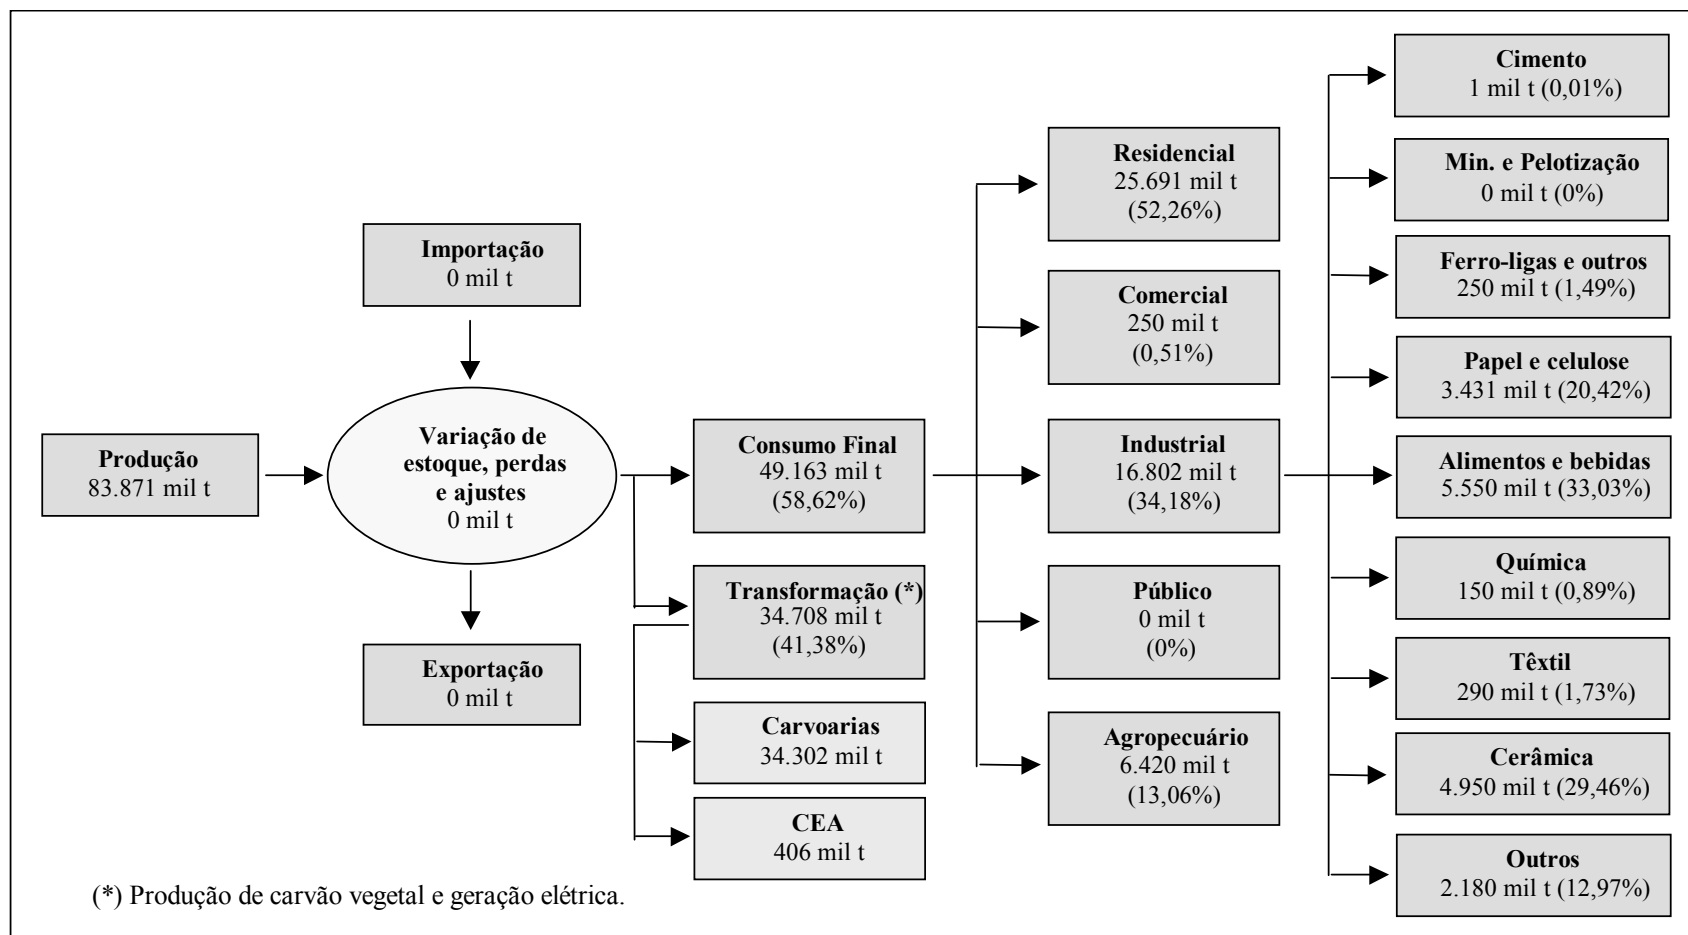 Produção
83.871 mil t
Importação
0 mil t
Variação de
estoque, perdas
e ajustes
0 mil t
Exportação
0 mil t
Consumo Final
49.163 mil t
(58,62%)
Transformação (*)
34.708 mil t
(41,38%)
Carvoarias
34.302 mil t
CEA
406 mil t
Residencial
25.691 mil t
(52,26%)
Comercial
250 mil t
(0,51%)
Industrial
16.802 mil t
(34,18%)
Público
0 mil t
(0%)
Agropecuário
6.420 mil t
(13,06%)
Cimento
1 mil t (0,01%)
Min. e Pelotização
0 mil t (0%)
Ferro-ligas e outros
250 mil t (1,49%)
Papel e celulose
3.431 mil t (20,42%)
Alimentos e bebidas
5.550 mil t (33,03%)
Química
150 mil t (0,89%)
Têxtil
290 mil t (1,73%)
Cerâmica
4.950 mil t (29,46%)
Outros
2.180 mil t (12,97%)
(*) Produção de carvão vegetal e geração elétrica.